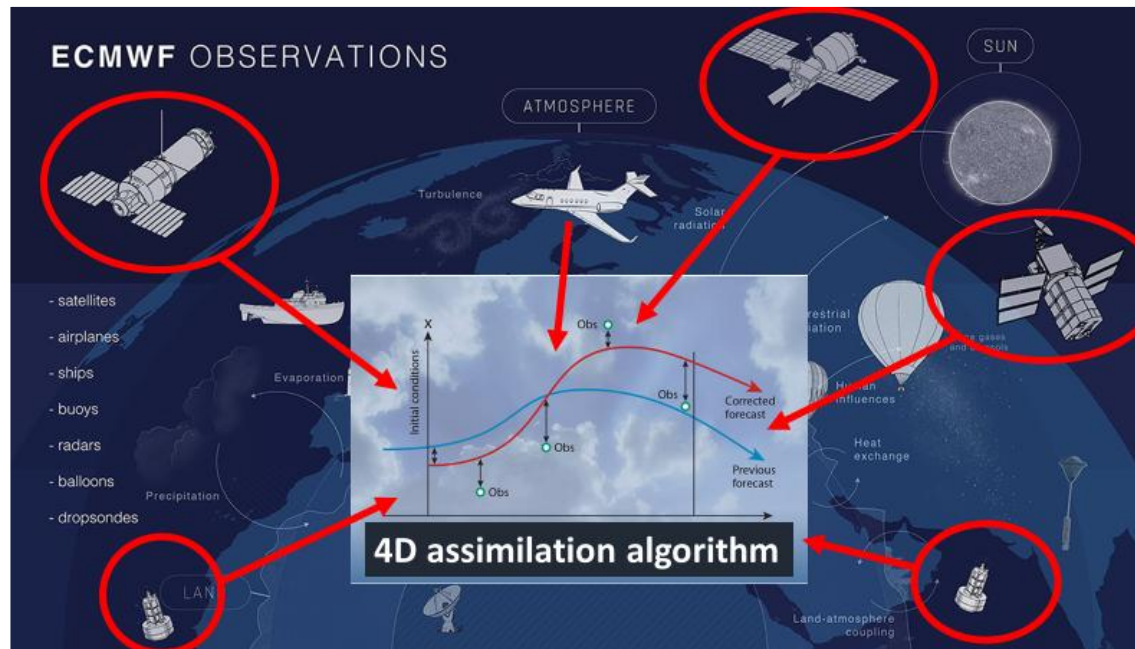 ECMWF OBSERVATIONS
SUN
ATMOSPHERE
Turbulence
Solar
radiation
- satellites
- airplanes
- ships
- buoys
- radars
- balloons
- dropsondes
Evaporation
Precipitation
X
Initial conditions
Obs
Obs
Obs
Obs
Corrected
forecast
Previous
forecast
Human
influences
Heat
exchange
4D assimilation algorithm
LAN
Land-atmosphere
coupling